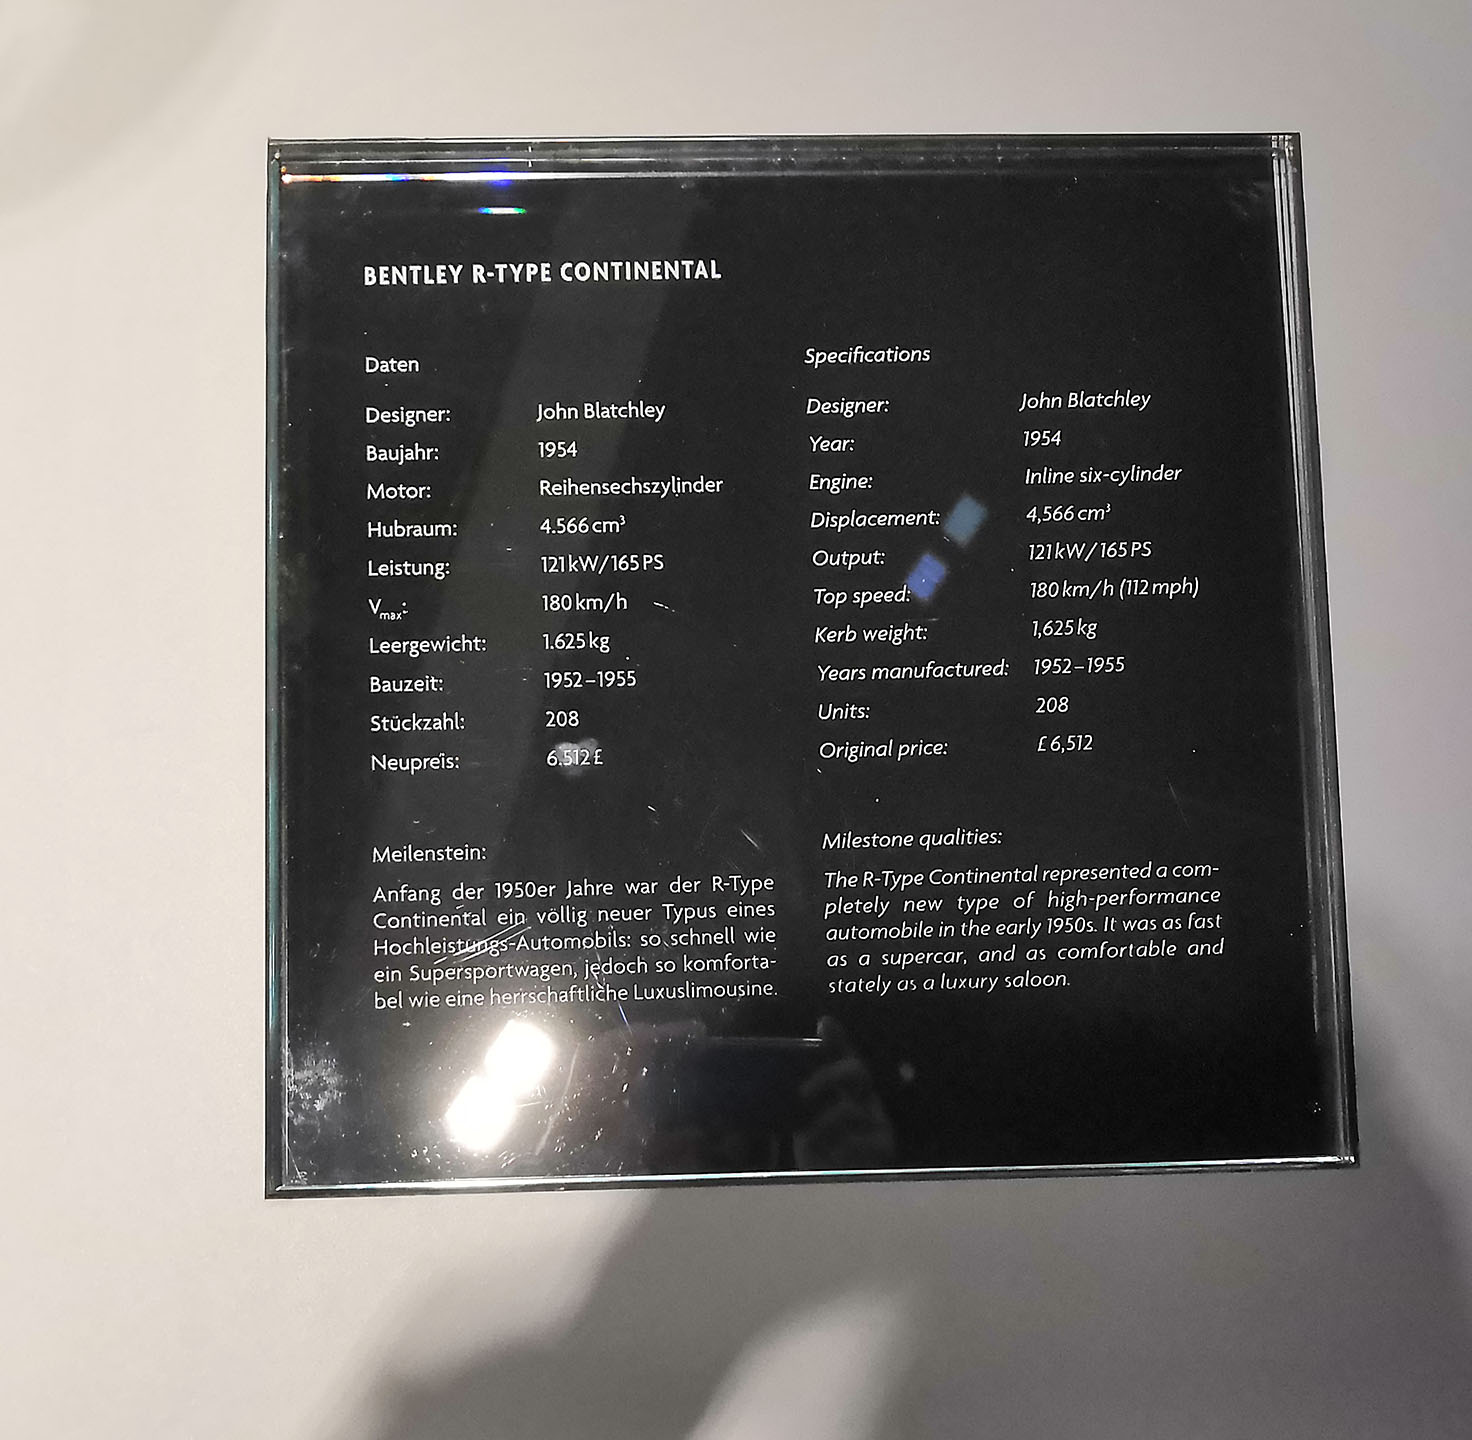 BENTLEY R-TYPE CONTINENTAL
Daten
Designer: John Blatchley
Baujahr: 1954
Motor: Reihensechszylinder
Hubraum: 4.566 cm³
Leistung: 121 kW/165 PS
Vmax: 180 km/h
Leergewicht: 1.625 kg
Bauzeit: 1952–1955
Stückzahl: 208
Neupreis: 6.512 £
Meilenstein:
Anfang der 1950er Jahre war der R-Type
Continental ein völlig neuer Typus eines
Hochleistungs-Automobils: so schnell wie
ein Supersportwagen, jedoch so komforta-
bel wie eine herrschaftliche Luxuslimousine.
Specifications
Designer: John Blatchley
Year: 1954
Engine: Inline six-cylinder
Displacement: 4,566 cm³
Output: 121 kW/165 PS
Top speed: 180 km/h (112 mph)
Kerb weight: 1,625 kg
Years manufactured: 1952–1955
Units: 208
Original price: £ 6,512
Milestone qualities:
The R-Type Continental represented a com-
pletely new type of high-performance
automobile in the early 1950s. It was as fast
as a supercar, and as comfortable and
stately as a luxury saloon.